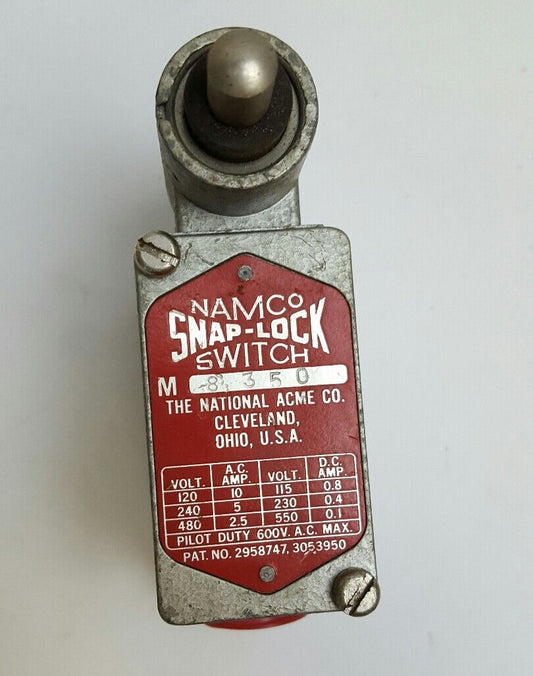 NAMCO
SNAP-LOCK
SWITCH
M 8350
THE NATIONAL ACME CO.
CLEVELAND,
OHIO, U.S.A.
VOLT. A.C. AMP. VOLT. D.C. AMP.
120 10 115 0.8
240 5 230 0.4
480 2.5 550 0.1
PILOT DUTY 600V. A.C. MAX.
PAT. NO. 2958747, 3053950